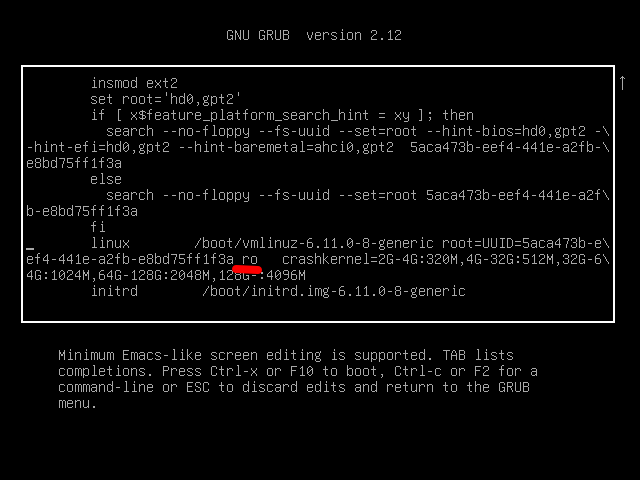 GNU GRUB  version 2.12
insmod ext2
set root='hd0,gpt2'
if [ x$feature_platform_search_hint = xy ]; then
search --no-floppy --fs-uuid --set=root --hint-bios=hd0,gpt2 -\
-hint-efi=hd0,gpt2 --hint-baremetal=ahci0,gpt2  5aca473b-eef4-441e-a2fb-\
e8bd75ff1f3a
else
search --no-floppy --fs-uuid --set=root 5aca473b-eef4-441e-a2f\
b-e8bd75ff1f3a
fi
linux        /boot/vmlinuz-6.11.0-8-generic root=UUID=5aca473b-e\
ef4-441e-a2fb-e8bd75ff1f3a ro   crashkernel=2G-4G:320M,4G-32G:512M,32G-6\
4G:1024M,64G-128G:2048M,128G-:4096M
initrd        /boot/initrd.img-6.11.0-8-generic
Minimum Emacs-like screen editing is supported. TAB lists
completions. Press Ctrl-x or F10 to boot, Ctrl-c or F2 for a
command-line or ESC to discard edits and return to the GRUB
menu.